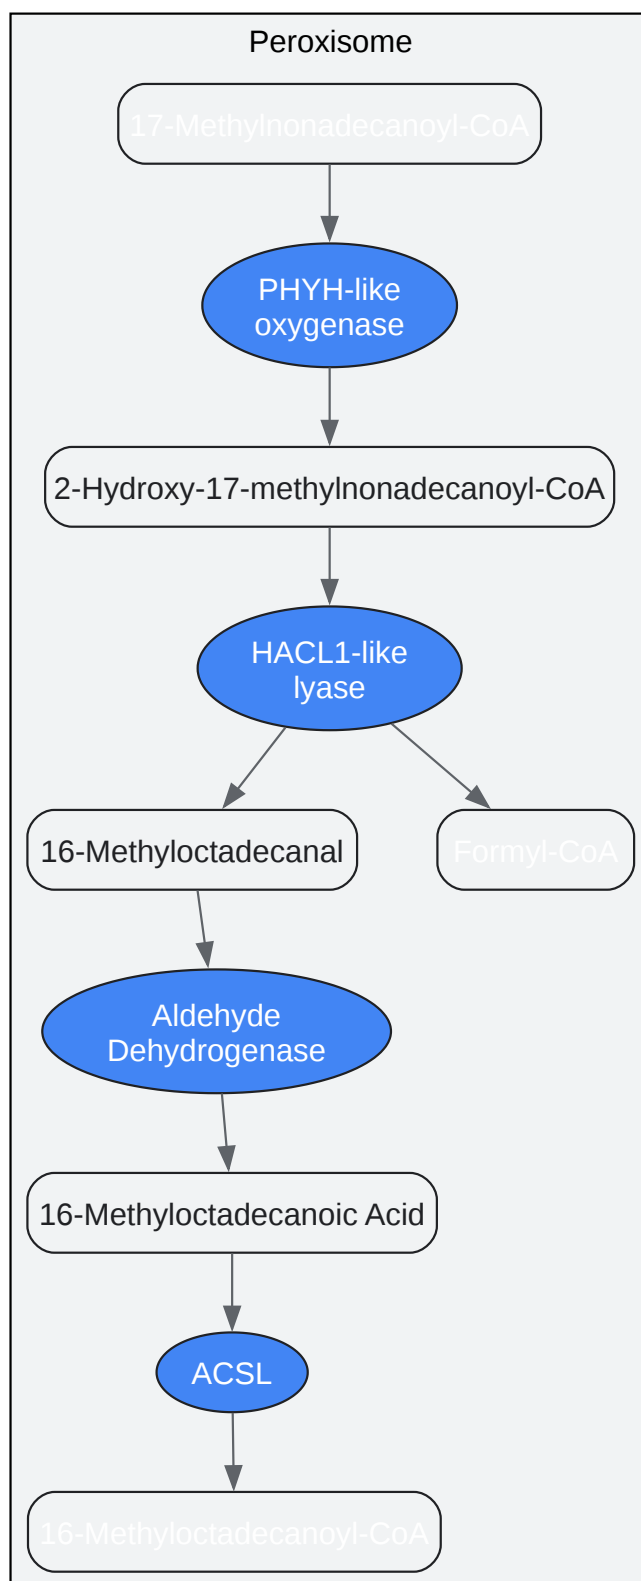 Peroxisome
17-Methylnonadecanoyl-CoA
PHYH-like
oxygenase
2-Hydroxy-17-methylnonadecanoyl-CoA
HACL1-like
lyase
16-Methyloctadecanal
Formyl-CoA
Aldehyde
Dehydrogenase
16-Methyloctadecanoic Acid
ACSL
16-Methyloctadecanoyl-CoA